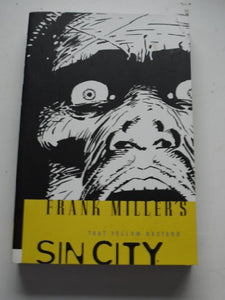 FRANK MILLER'S
THAT YELLOW BASTARD
SIN CITY